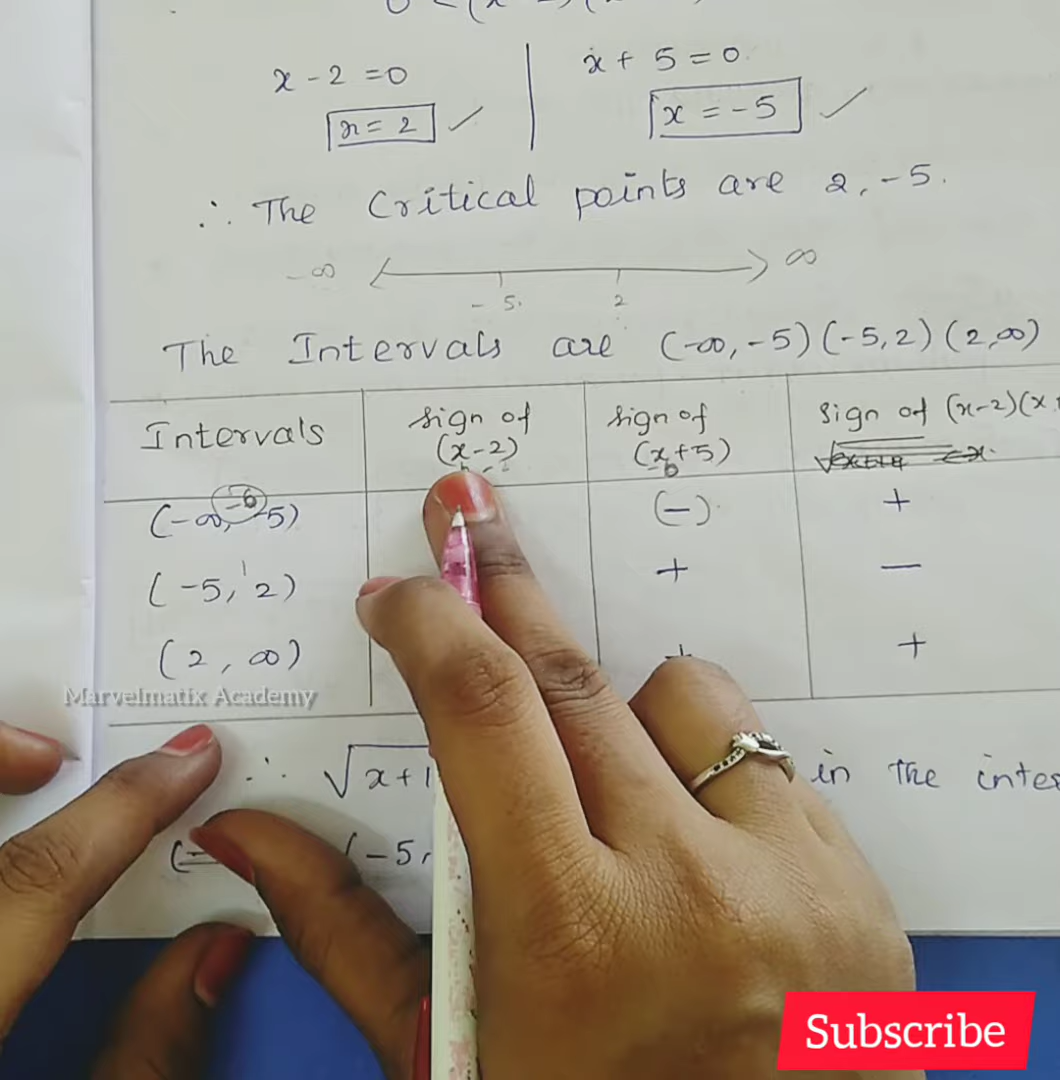 x - 2 = 0
x + 5 = 0
x = 2
x = -5
∴ The Critical points are 2, -5.
-∞ ∞
-5. 2
The Intervals are (-∞, -5) (-5, 2) (2, ∞)
Intervals
Sign of (x-2)
Sign of (x+5)
Sign of (x-2)(x+
-6
-6
(-∞, -5) (-) +
1
(-5, 2) + -
(2, ∞) + +
Marvelmatix Academy
∴ √x+1 in the inte
(-5,
Subscribe